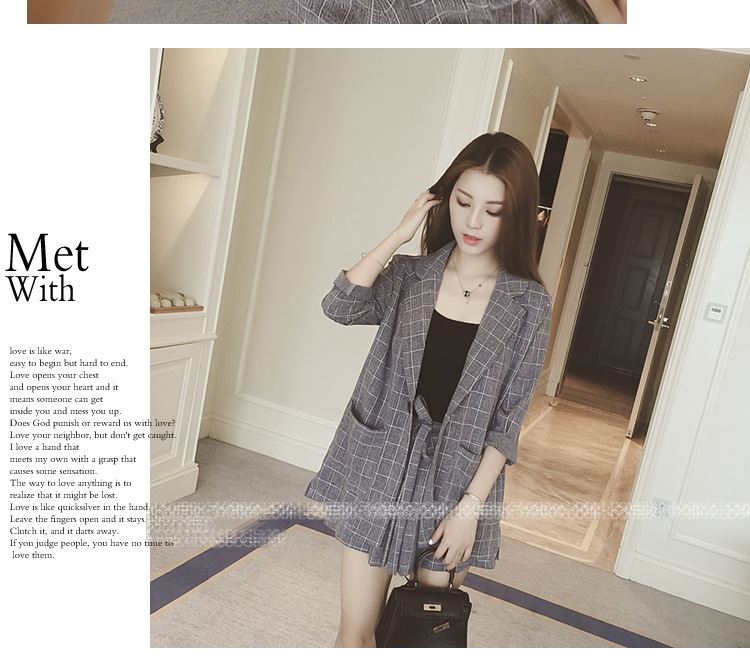 Met
With
love is like war,
easy to begin but hard to end.
Love opens your chest
and opens your heart and it
means someone can get
inside you and mess you up.
Does God punish or reward us with love?
Love your neighbor, but don't get caught.
I love a hand that
meets my own with a grasp that
causes some sensation.
The way to love anything is to
realize that it might be lost.
Love is like quicksilver in the hand.
Leave the fingers open and it stays.
Clutch it, and it darts away.
If you judge people, you have no time to
love them.